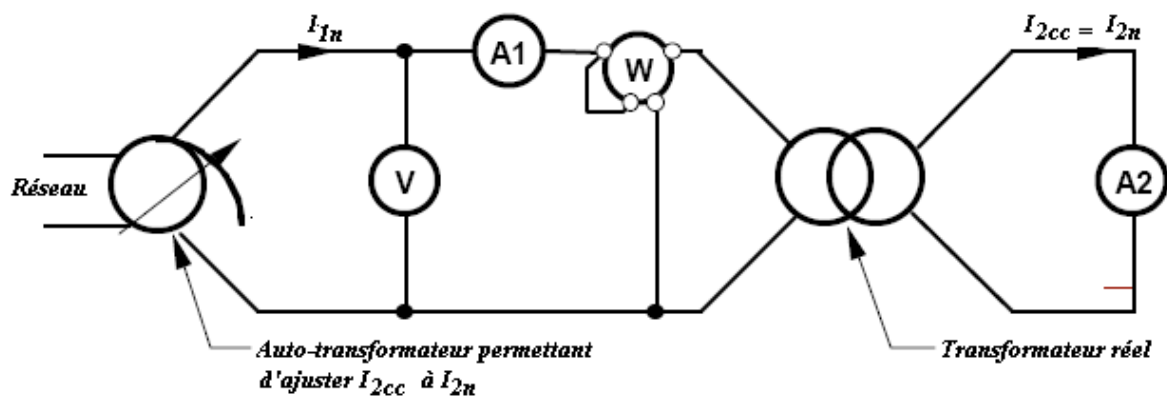 I1n
I2cc = I2n
A1
W
V
A2
Réseau
Auto-transformateur permettant
d'ajuster I2cc à I2n
Transformateur réel